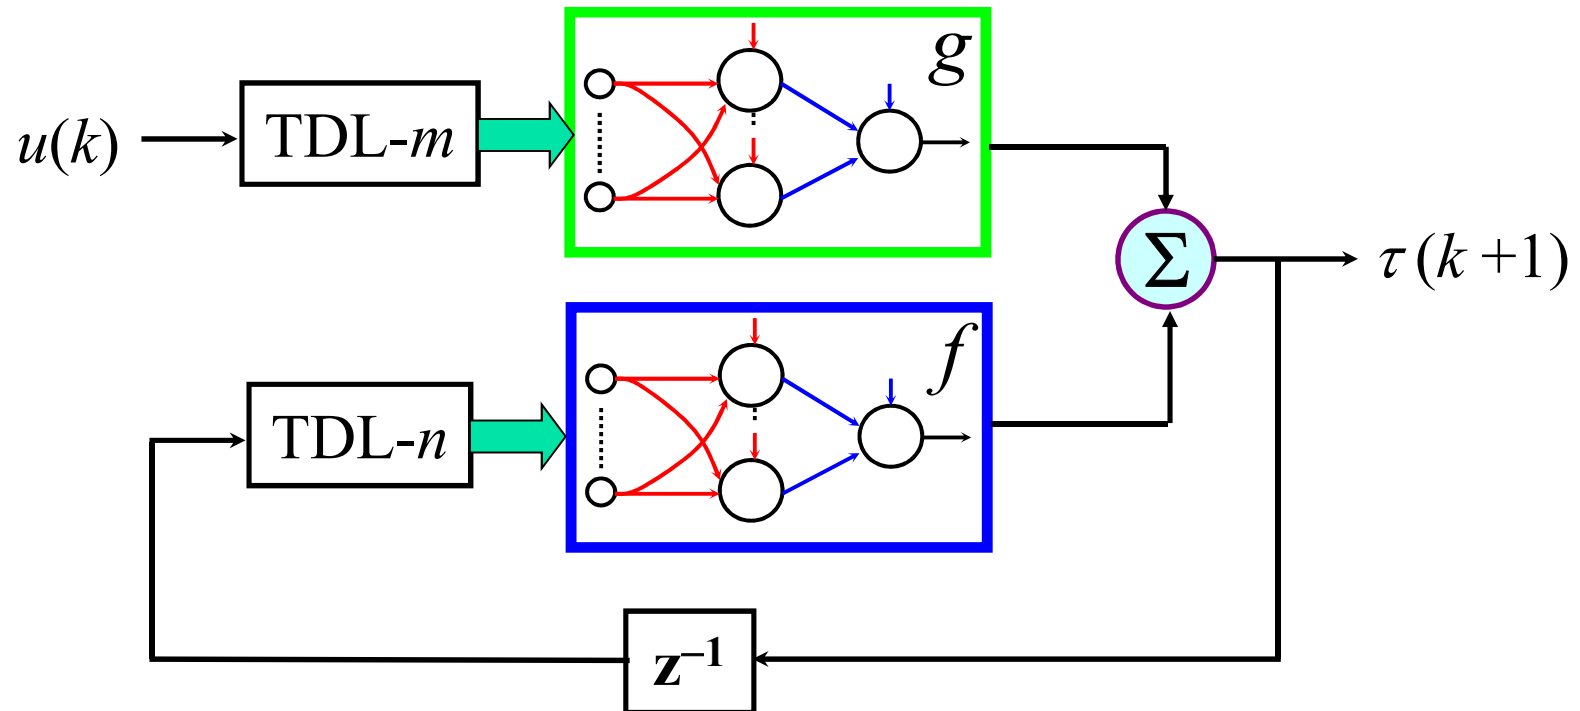 g
u(k)
TDL-m
Σ
τ(k+1)
f
TDL-n
z⁻¹